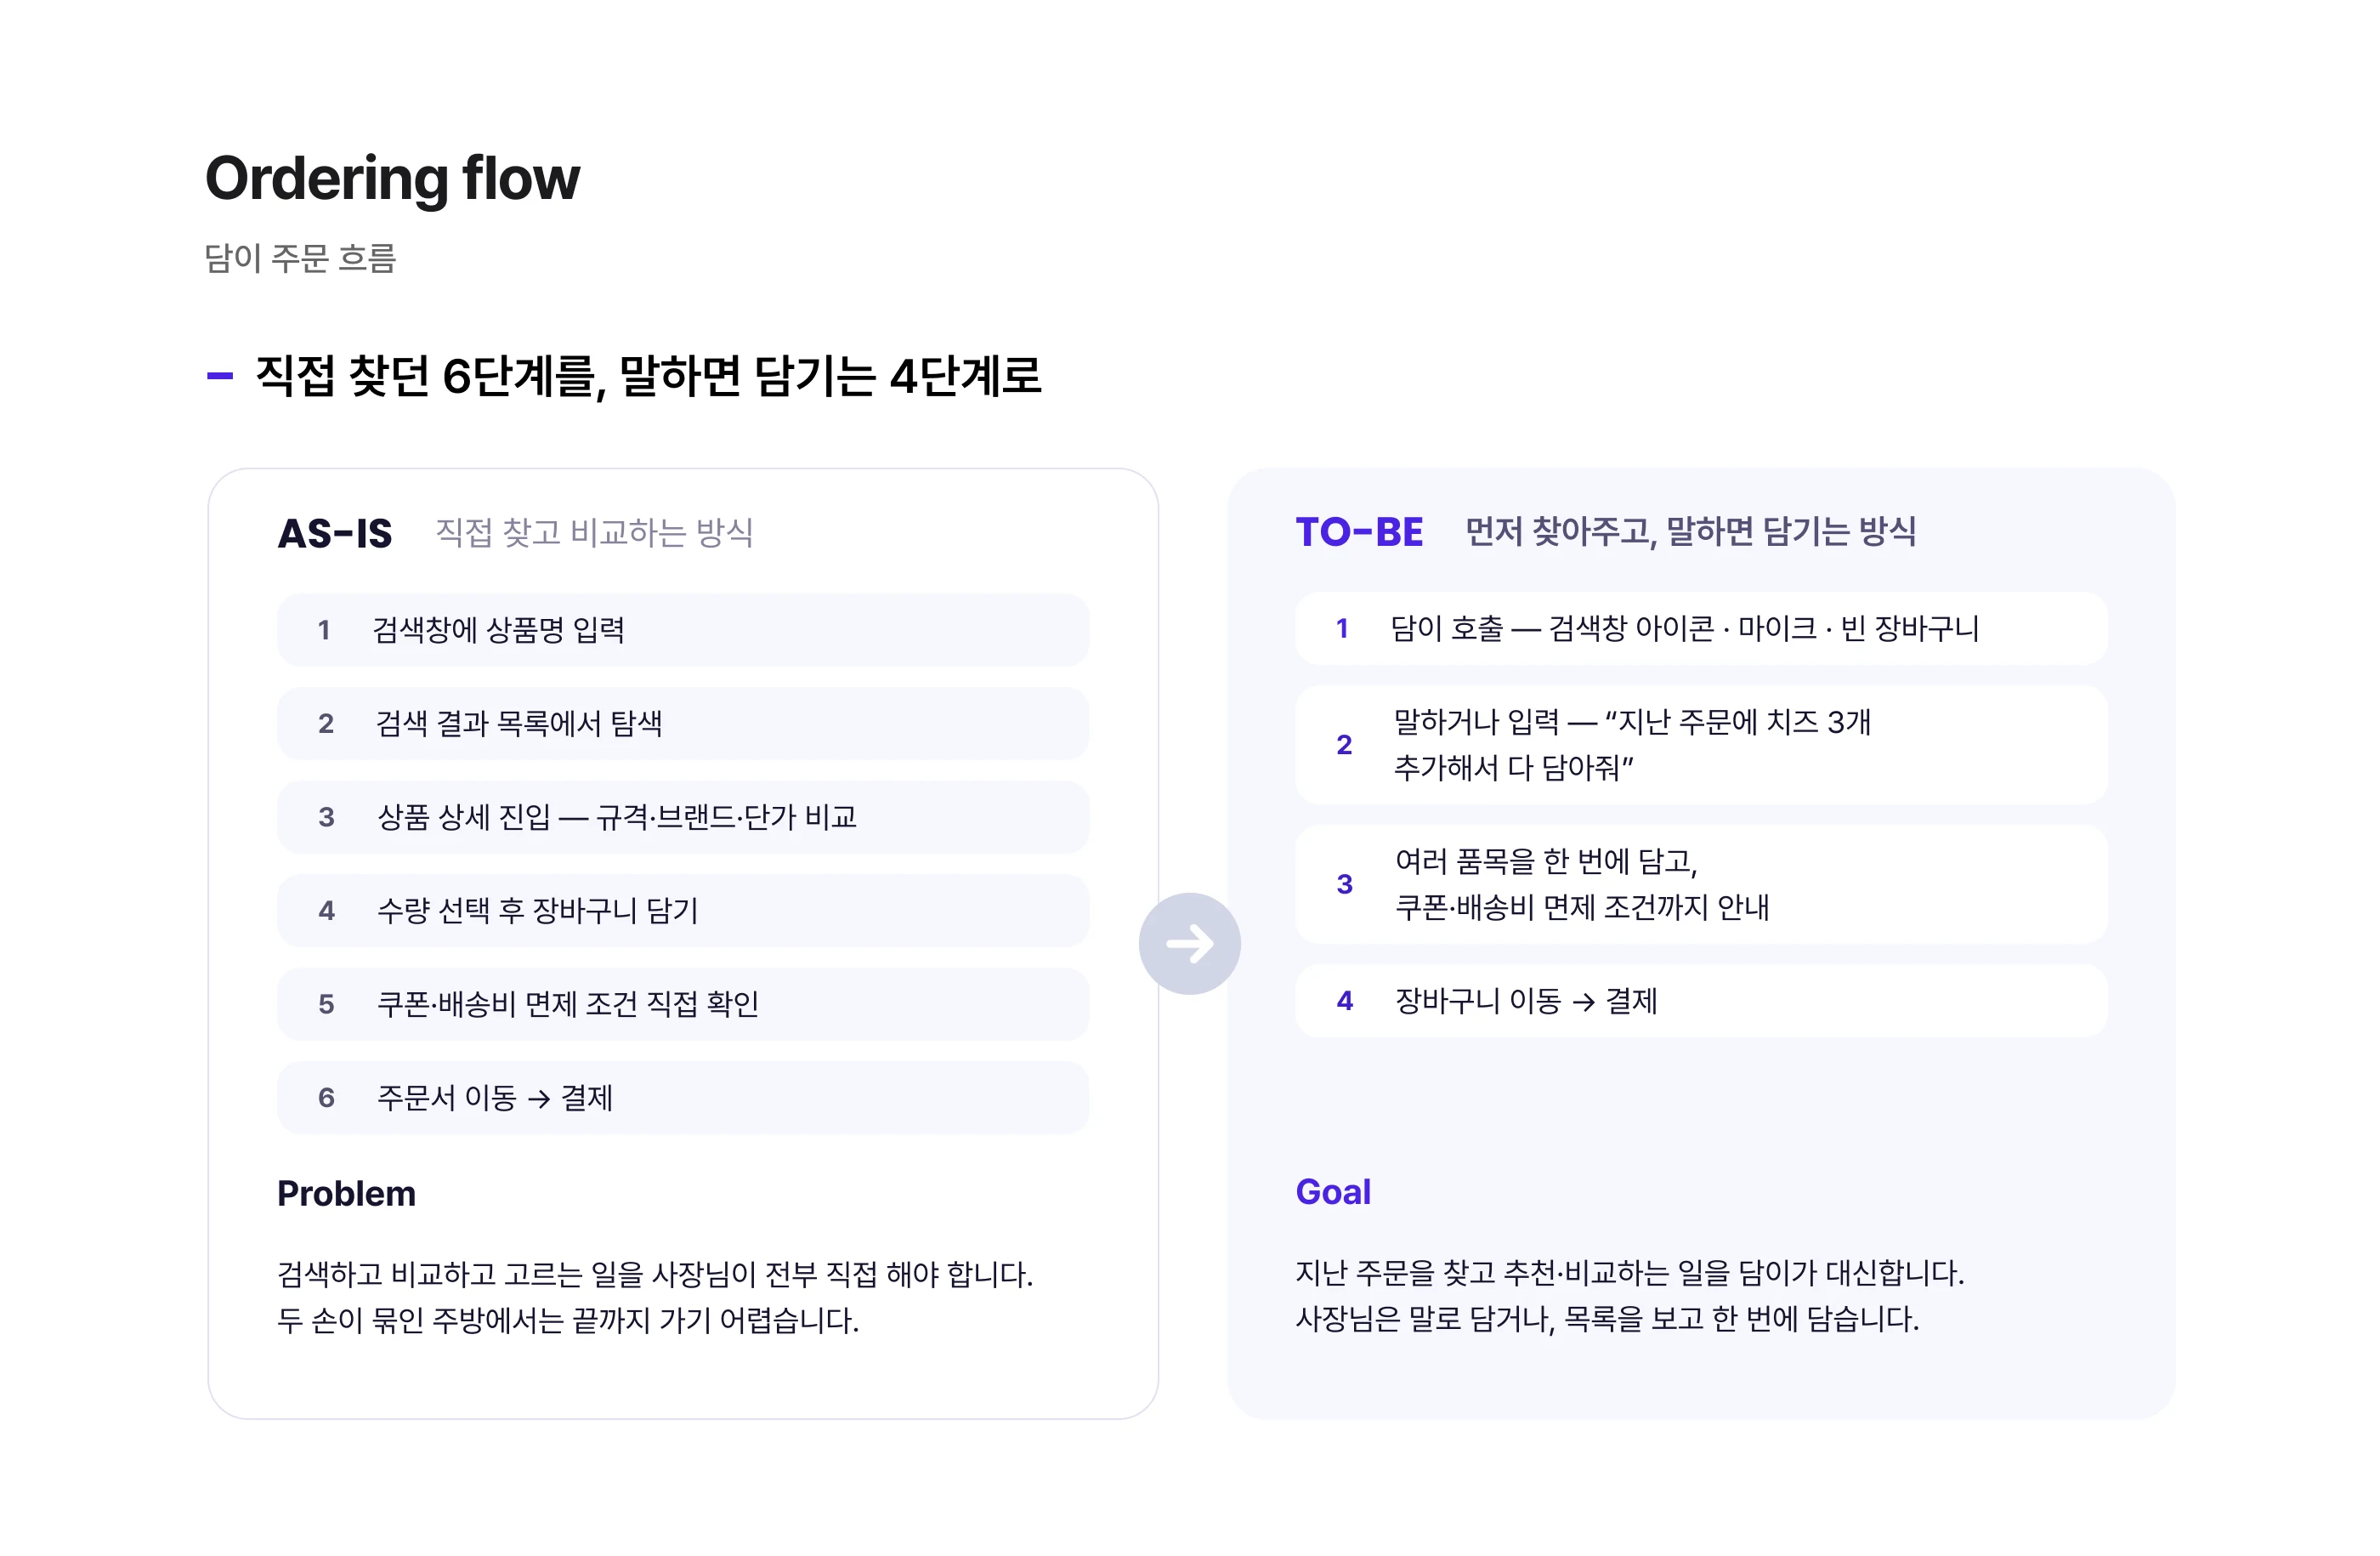 Ordering flow
담이 주문 흐름
– 직접 찾던 6단계를, 말하면 담기는 4단계로
AS–IS 직접 찾고 비교하는 방식
1 검색창에 상품명 입력
2 검색 결과 목록에서 탐색
3 상품 상세 진입 — 규격·브랜드·단가 비교
4 수량 선택 후 장바구니 담기
5 쿠폰·배송비 면제 조건 직접 확인
6 주문서 이동 → 결제
Problem
검색하고 비교하고 고르는 일을 사장님이 전부 직접 해야 합니다.
두 손이 묶인 주방에서는 끝까지 가기 어렵습니다.
TO–BE 먼저 찾아주고, 말하면 담기는 방식
1 담이 호출 — 검색창 아이콘 · 마이크 · 빈 장바구니
2 말하거나 입력 — “지난 주문에 치즈 3개
추가해서 다 담아줘”
3 여러 품목을 한 번에 담고,
쿠폰·배송비 면제 조건까지 안내
4 장바구니 이동 → 결제
Goal
지난 주문을 찾고 추천·비교하는 일을 담이가 대신합니다.
사장님은 말로 담거나, 목록을 보고 한 번에 담습니다.